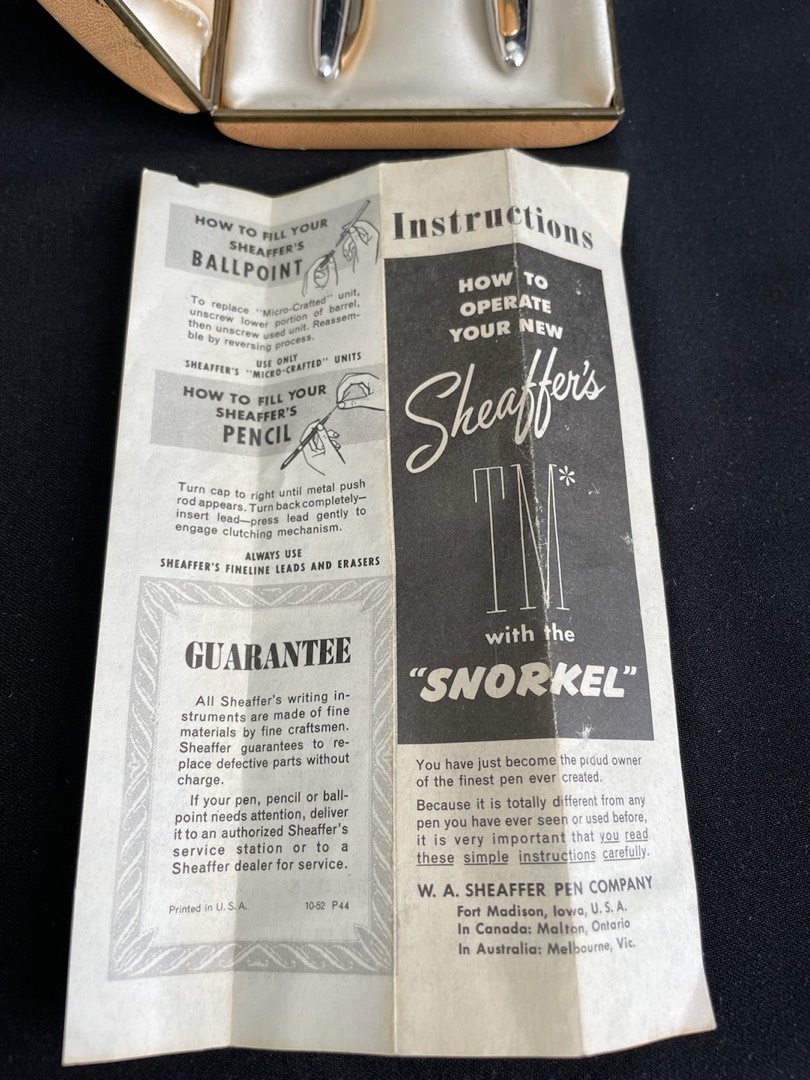 HOW TO FILL YOUR
SHEAFFER'S
BALLPOINT
To replace "Micro-Crafted" unit,
unscrew lower portion of barrel,
then unscrew used unit. Reassem-
ble by reversing process.
USE ONLY
SHEAFFER'S "MICRO-CRAFTED" UNITS
HOW TO FILL YOUR
SHEAFFER'S
PENCIL
Turn cap to right until metal push
rod appears. Turn back completely—
insert lead—press lead gently to
engage clutching mechanism.
ALWAYS USE
SHEAFFER'S FINELINE LEADS AND ERASERS
GUARANTEE
All Sheaffer's writing in-
struments are made of fine
materials by fine craftsmen.
Sheaffer guarantees to re-
place defective parts without
charge.
If your pen, pencil or ball-
point needs attention, deliver
it to an authorized Sheaffer's
service station or to a
Sheaffer dealer for service.
Printed in U.S.A. 10-52 P44
Instructions
HOW TO
OPERATE
YOUR NEW
Sheaffer's
TM*
with the
"SNORKEL"
You have just become the proud owner
of the finest pen ever created.
Because it is totally different from any
pen you have ever seen or used before,
it is very important that you read
these simple instructions carefully.
W. A. SHEAFFER PEN COMPANY
Fort Madison, Iowa, U.S.A.
In Canada: Malton, Ontario
In Australia: Melbourne, Vic.